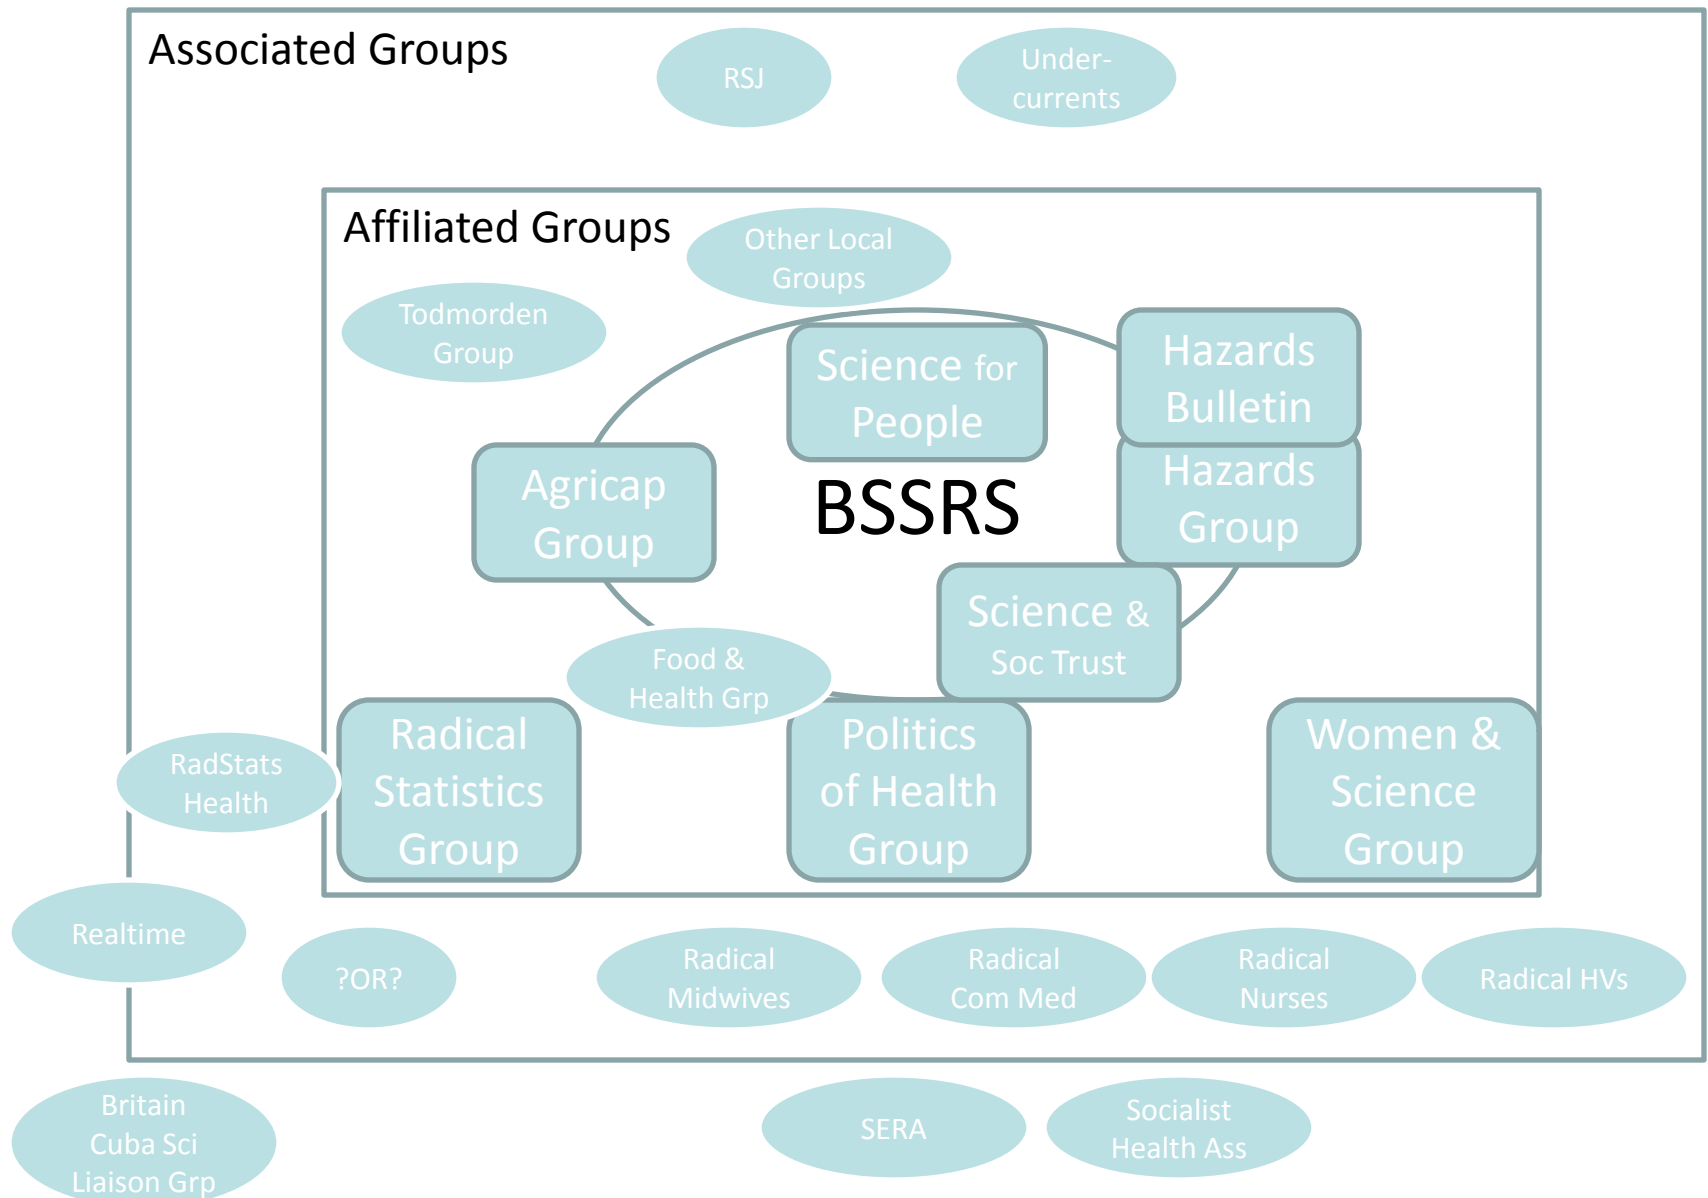 Associated Groups
RSJ
Under-
currents
Affiliated Groups
Other Local
Groups
Todmorden
Group
Science for
People
Hazards
Bulletin
Agricap
Group
BSSRS
Hazards
Group
Science &
Soc Trust
Food &
Health Grp
Radical
Statistics
Group
Politics
of Health
Group
Women &
Science
Group
RadStats
Health
Realtime
?OR?
Radical
Midwives
Radical
Com Med
Radical
Nurses
Radical HVs
Britain
Cuba Sci
Liaison Grp
SERA
Socialist
Health Ass